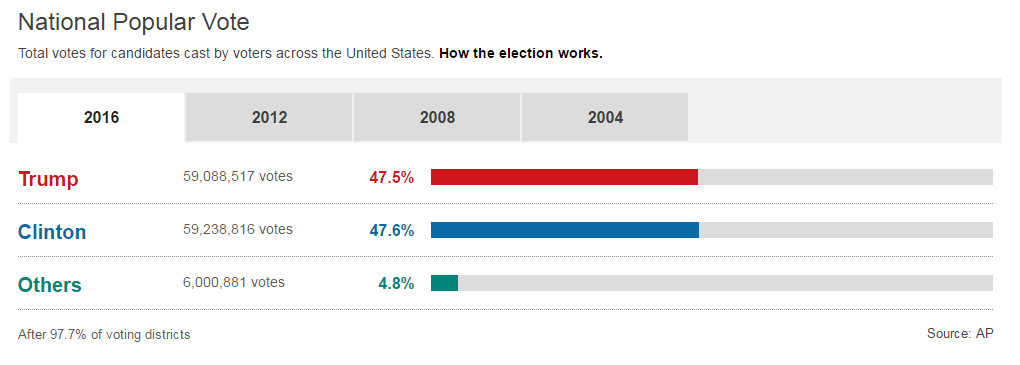 National Popular Vote
Total votes for candidates cast by voters across the United States. How the election works.
2016 2012 2008 2004
Trump 59,088,517 votes 47.5%
Clinton 59,238,816 votes 47.6%
Others 6,000,881 votes 4.8%
After 97.7% of voting districts Source: AP